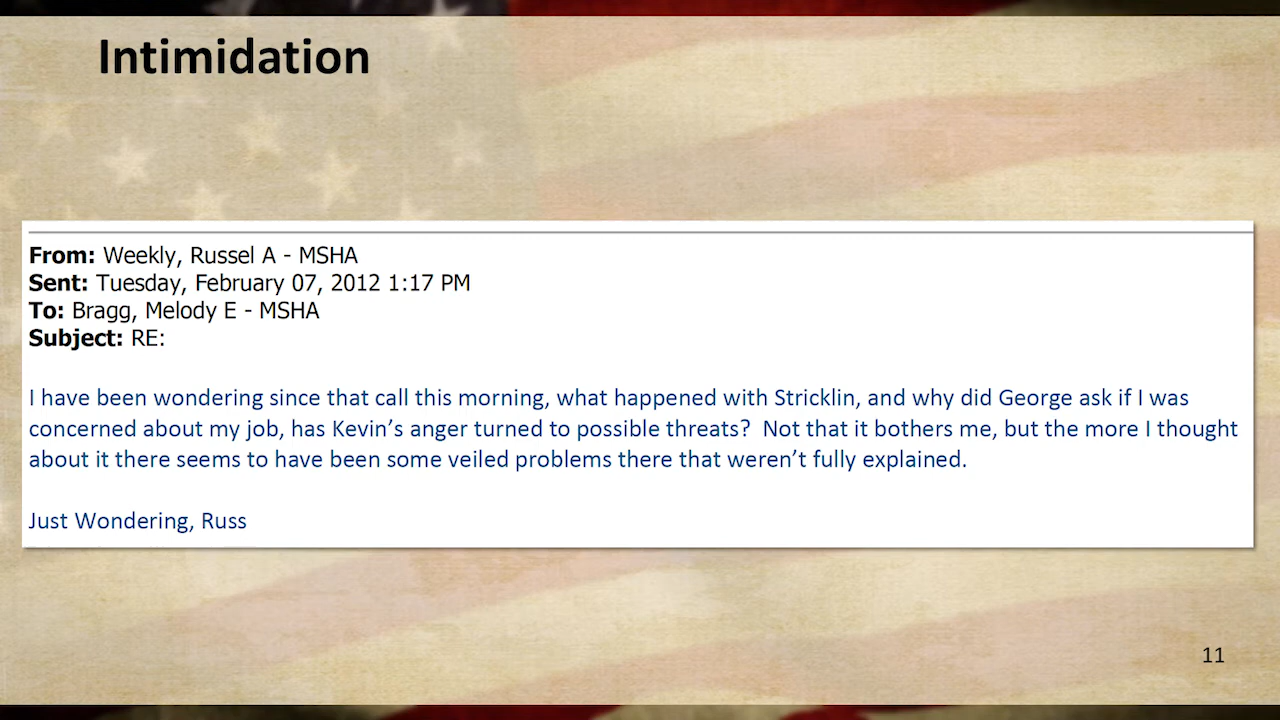 Intimidation
From: Weekly, Russel A - MSHA
Sent: Tuesday, February 07, 2012 1:17 PM
To: Bragg, Melody E - MSHA
Subject: RE:
I have been wondering since that call this morning, what happened with Stricklin, and why did George ask if I was
concerned about my job, has Kevin’s anger turned to possible threats?  Not that it bothers me, but the more I thought
about it there seems to have been some veiled problems there that weren’t fully explained.
Just Wondering, Russ
11